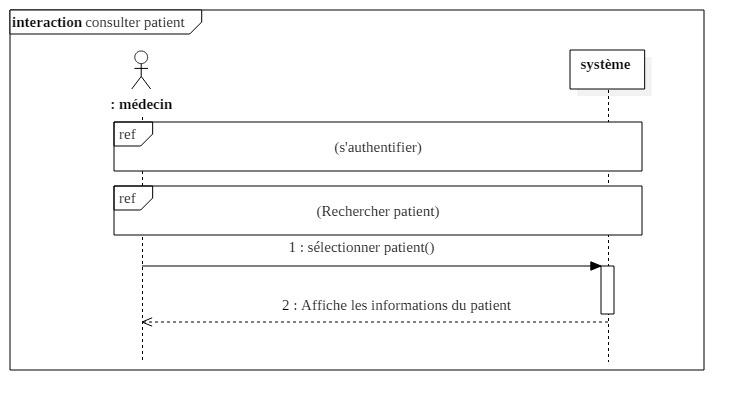 interaction consulter patient
système
: médecin
ref
(s'authentifier)
ref
(Rechercher patient)
1 : sélectionner patient()
2 : Affiche les informations du patient